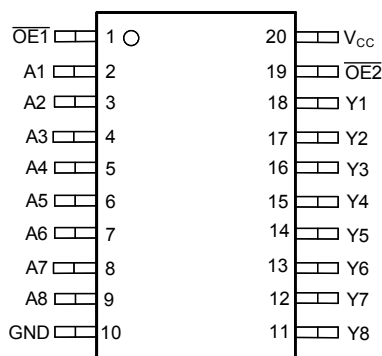 OE1 1 20 VCC
A1 2 19 OE2
A2 3 18 Y1
A3 4 17 Y2
A4 5 16 Y3
A5 6 15 Y4
A6 7 14 Y5
A7 8 13 Y6
A8 9 12 Y7
GND 10 11 Y8